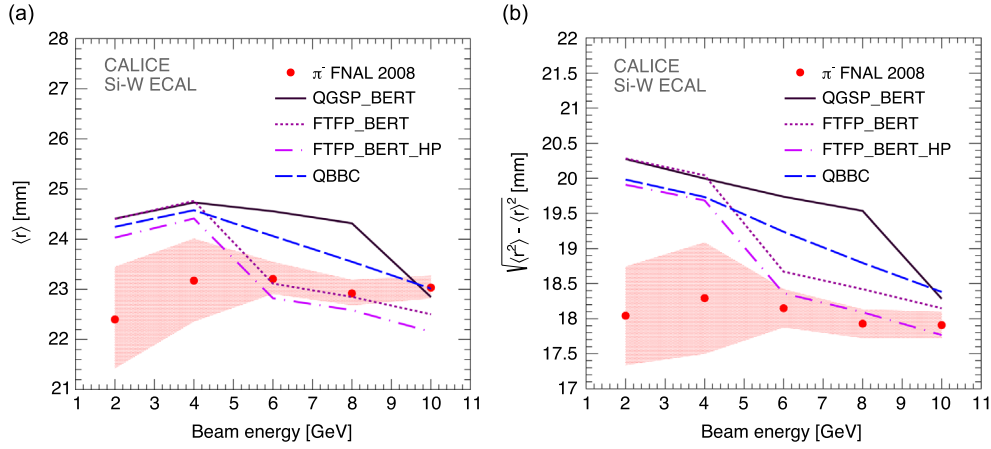 (a)
28
27
26
25
24
23
22
21
⟨r⟩ [mm]
CALICE
Si-W ECAL
π⁻ FNAL 2008
QGSP_BERT
FTFP_BERT
FTFP_BERT_HP
QBBC
1 2 3 4 5 6 7 8 9 10 11
Beam energy [GeV]
(b)
22
21.5
21
20.5
20
19.5
19
18.5
18
17.5
17
√⟨r²⟩ - ⟨r⟩² [mm]
CALICE
Si-W ECAL
π⁻ FNAL 2008
QGSP_BERT
FTFP_BERT
FTFP_BERT_HP
QBBC
1 2 3 4 5 6 7 8 9 10 11
Beam energy [GeV]